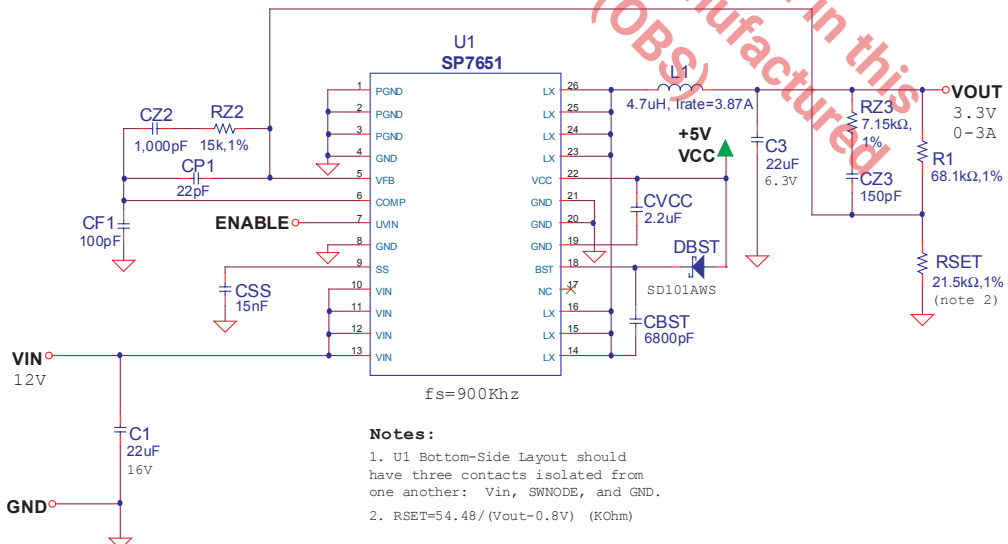 in this
nufactured
(OBS)
U1
SP7651
1 PGND
2 PGND
3 PGND
4 GND
5 VFB
6 COMP
7 UVIN
8 GND
9 SS
10 VIN
11 VIN
12 VIN
13 VIN
LX 26
LX 25
LX 24
LX 23
VCC 22
GND 21
GND 20
GND 19
BST 18
NC 17
LX 16
LX 15
LX 14
fs=900Khz
CZ2
1,000pF
RZ2
15k,1%
CP1
22pF
CF1
100pF
ENABLE
CSS
15nF
VIN
12V
C1
22uF
16V
GND
L1
4.7uH, Irate=3.87A
+5V
VCC
CVCC
2.2uF
DBST
SD101AWS
CBST
6800pF
C3
22uF
6.3V
RZ3
7.15kΩ,
1%
CZ3
150pF
VOUT
3.3V
0-3A
R1
68.1kΩ,1%
RSET
21.5kΩ,1%
(note 2)
Notes:
1. U1 Bottom-Side Layout should
have three contacts isolated from
one another: Vin, SWNODE, and GND.
2. RSET=54.48/(Vout-0.8V) (KOhm)